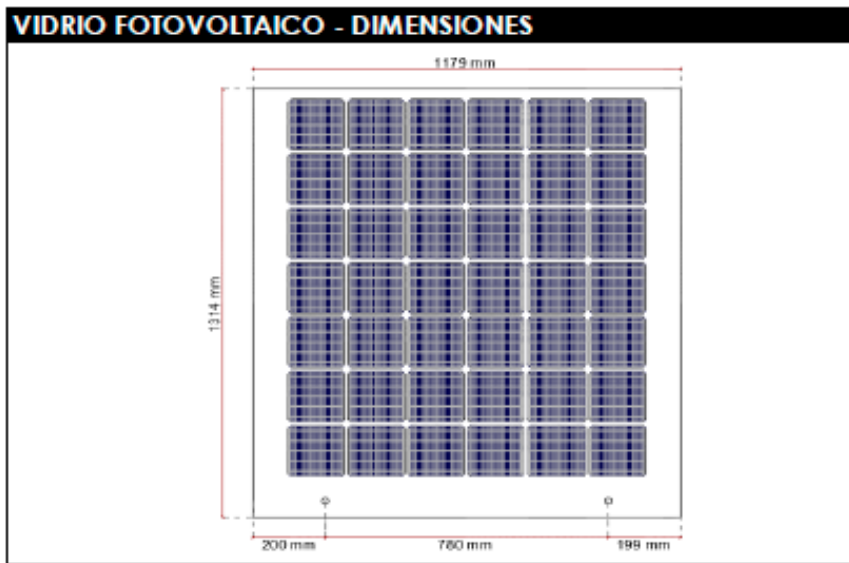 VIDRIO FOTOVOLTAICO - DIMENSIONES
1179 mm
1314 mm
200 mm
780 mm
199 mm